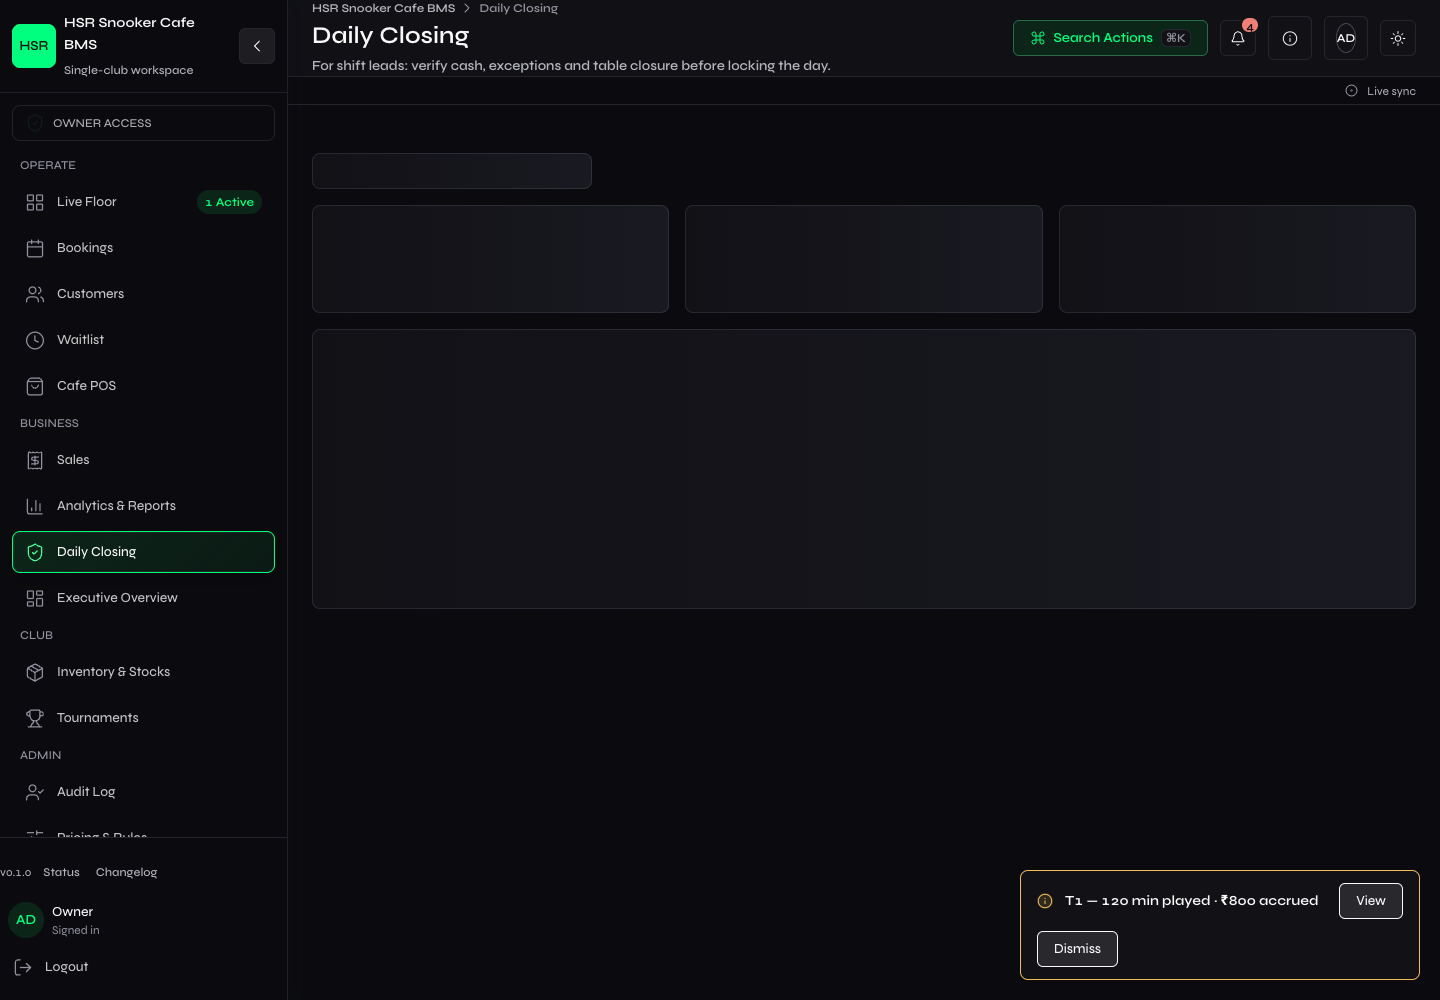 HSR
HSR Snooker Cafe
BMS
Single-club workspace
OWNER ACCESS
OPERATE
Live Floor
1 Active
Bookings
Customers
Waitlist
Cafe POS
BUSINESS
Sales
Analytics & Reports
Daily Closing
Executive Overview
CLUB
Inventory & Stocks
Tournaments
ADMIN
Audit Log
Pricing & Rules
v0.1.0 Status Changelog
AD
Owner
Signed in
Logout
HSR Snooker Cafe BMS > Daily Closing
Daily Closing
For shift leads: verify cash, exceptions and table closure before locking the day.
Search Actions ⌘K
4
AD
Live sync
T1 — 120 min played · ₹800 accrued
View
Dismiss